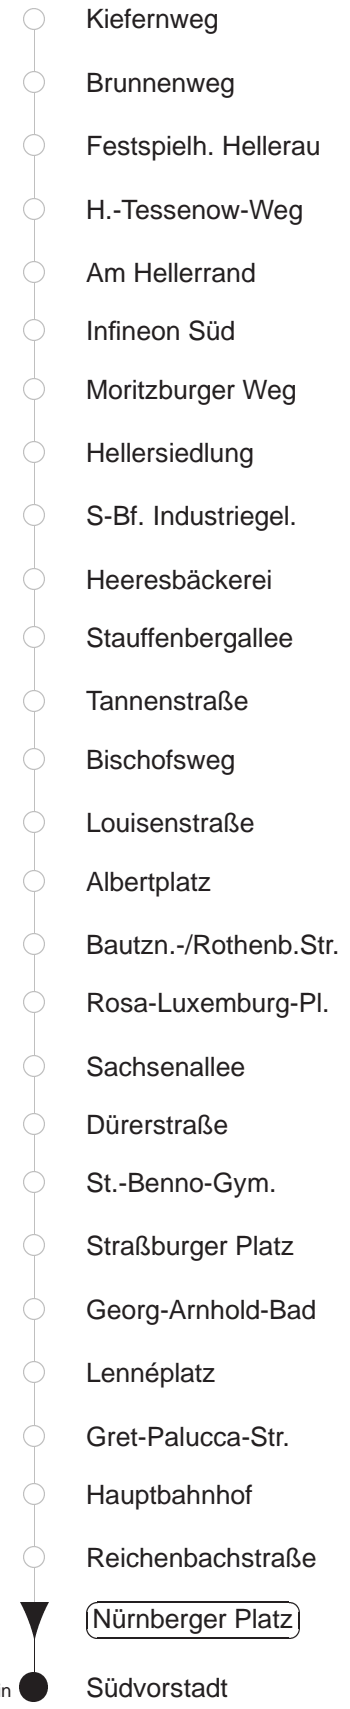 Kiefernweg
Brunnenweg
Festspielh. Hellerau
H.-Tessenow-Weg
Am Hellerrand
Infineon Süd
Moritzburger Weg
Hellersiedlung
S-Bf. Industriegel.
Heeresbäckerei
Stauffenbergallee
Tannenstraße
Bischofsweg
Louisenstraße
Albertplatz
Bautzn.-/Rothenb.Str.
Rosa-Luxemburg-Pl.
Sachsenallee
Dürerstraße
St.-Benno-Gym.
Straßburger Platz
Georg-Arnhold-Bad
Lennéplatz
Gret-Palucca-Str.
Hauptbahnhof
Reichenbachstraße
Nürnberger Platz
Südvorstadt